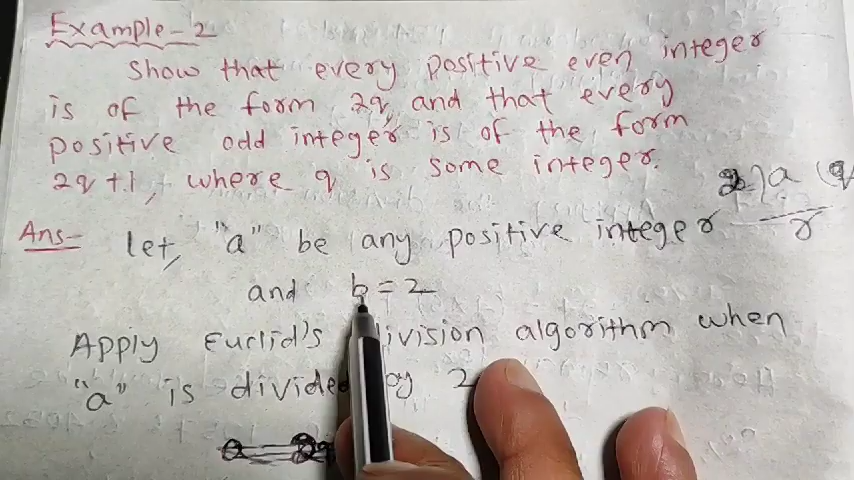 Example-2
Show that every positive even integer
is of the form 2q, and that every
positive odd integer is of the form
2q+1, where q is some integer.
Ans- let, "a" be any positive integer
and b = 2
Apply Euclid's division algorithm when
"a" is divided by 2